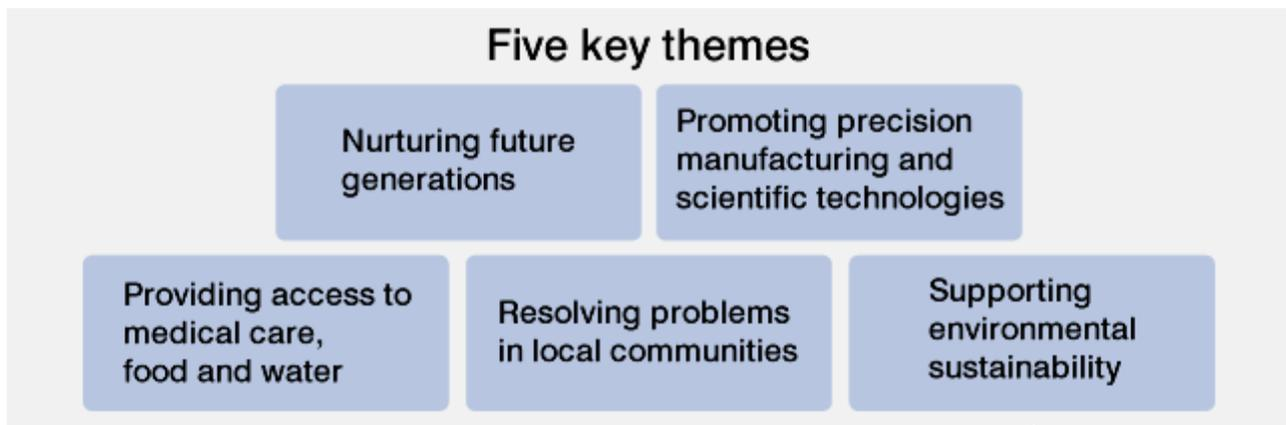 Five key themes
Nurturing future
generations
Promoting precision
manufacturing and
scientific technologies
Providing access to
medical care,
food and water
Resolving problems
in local communities
Supporting
environmental
sustainability